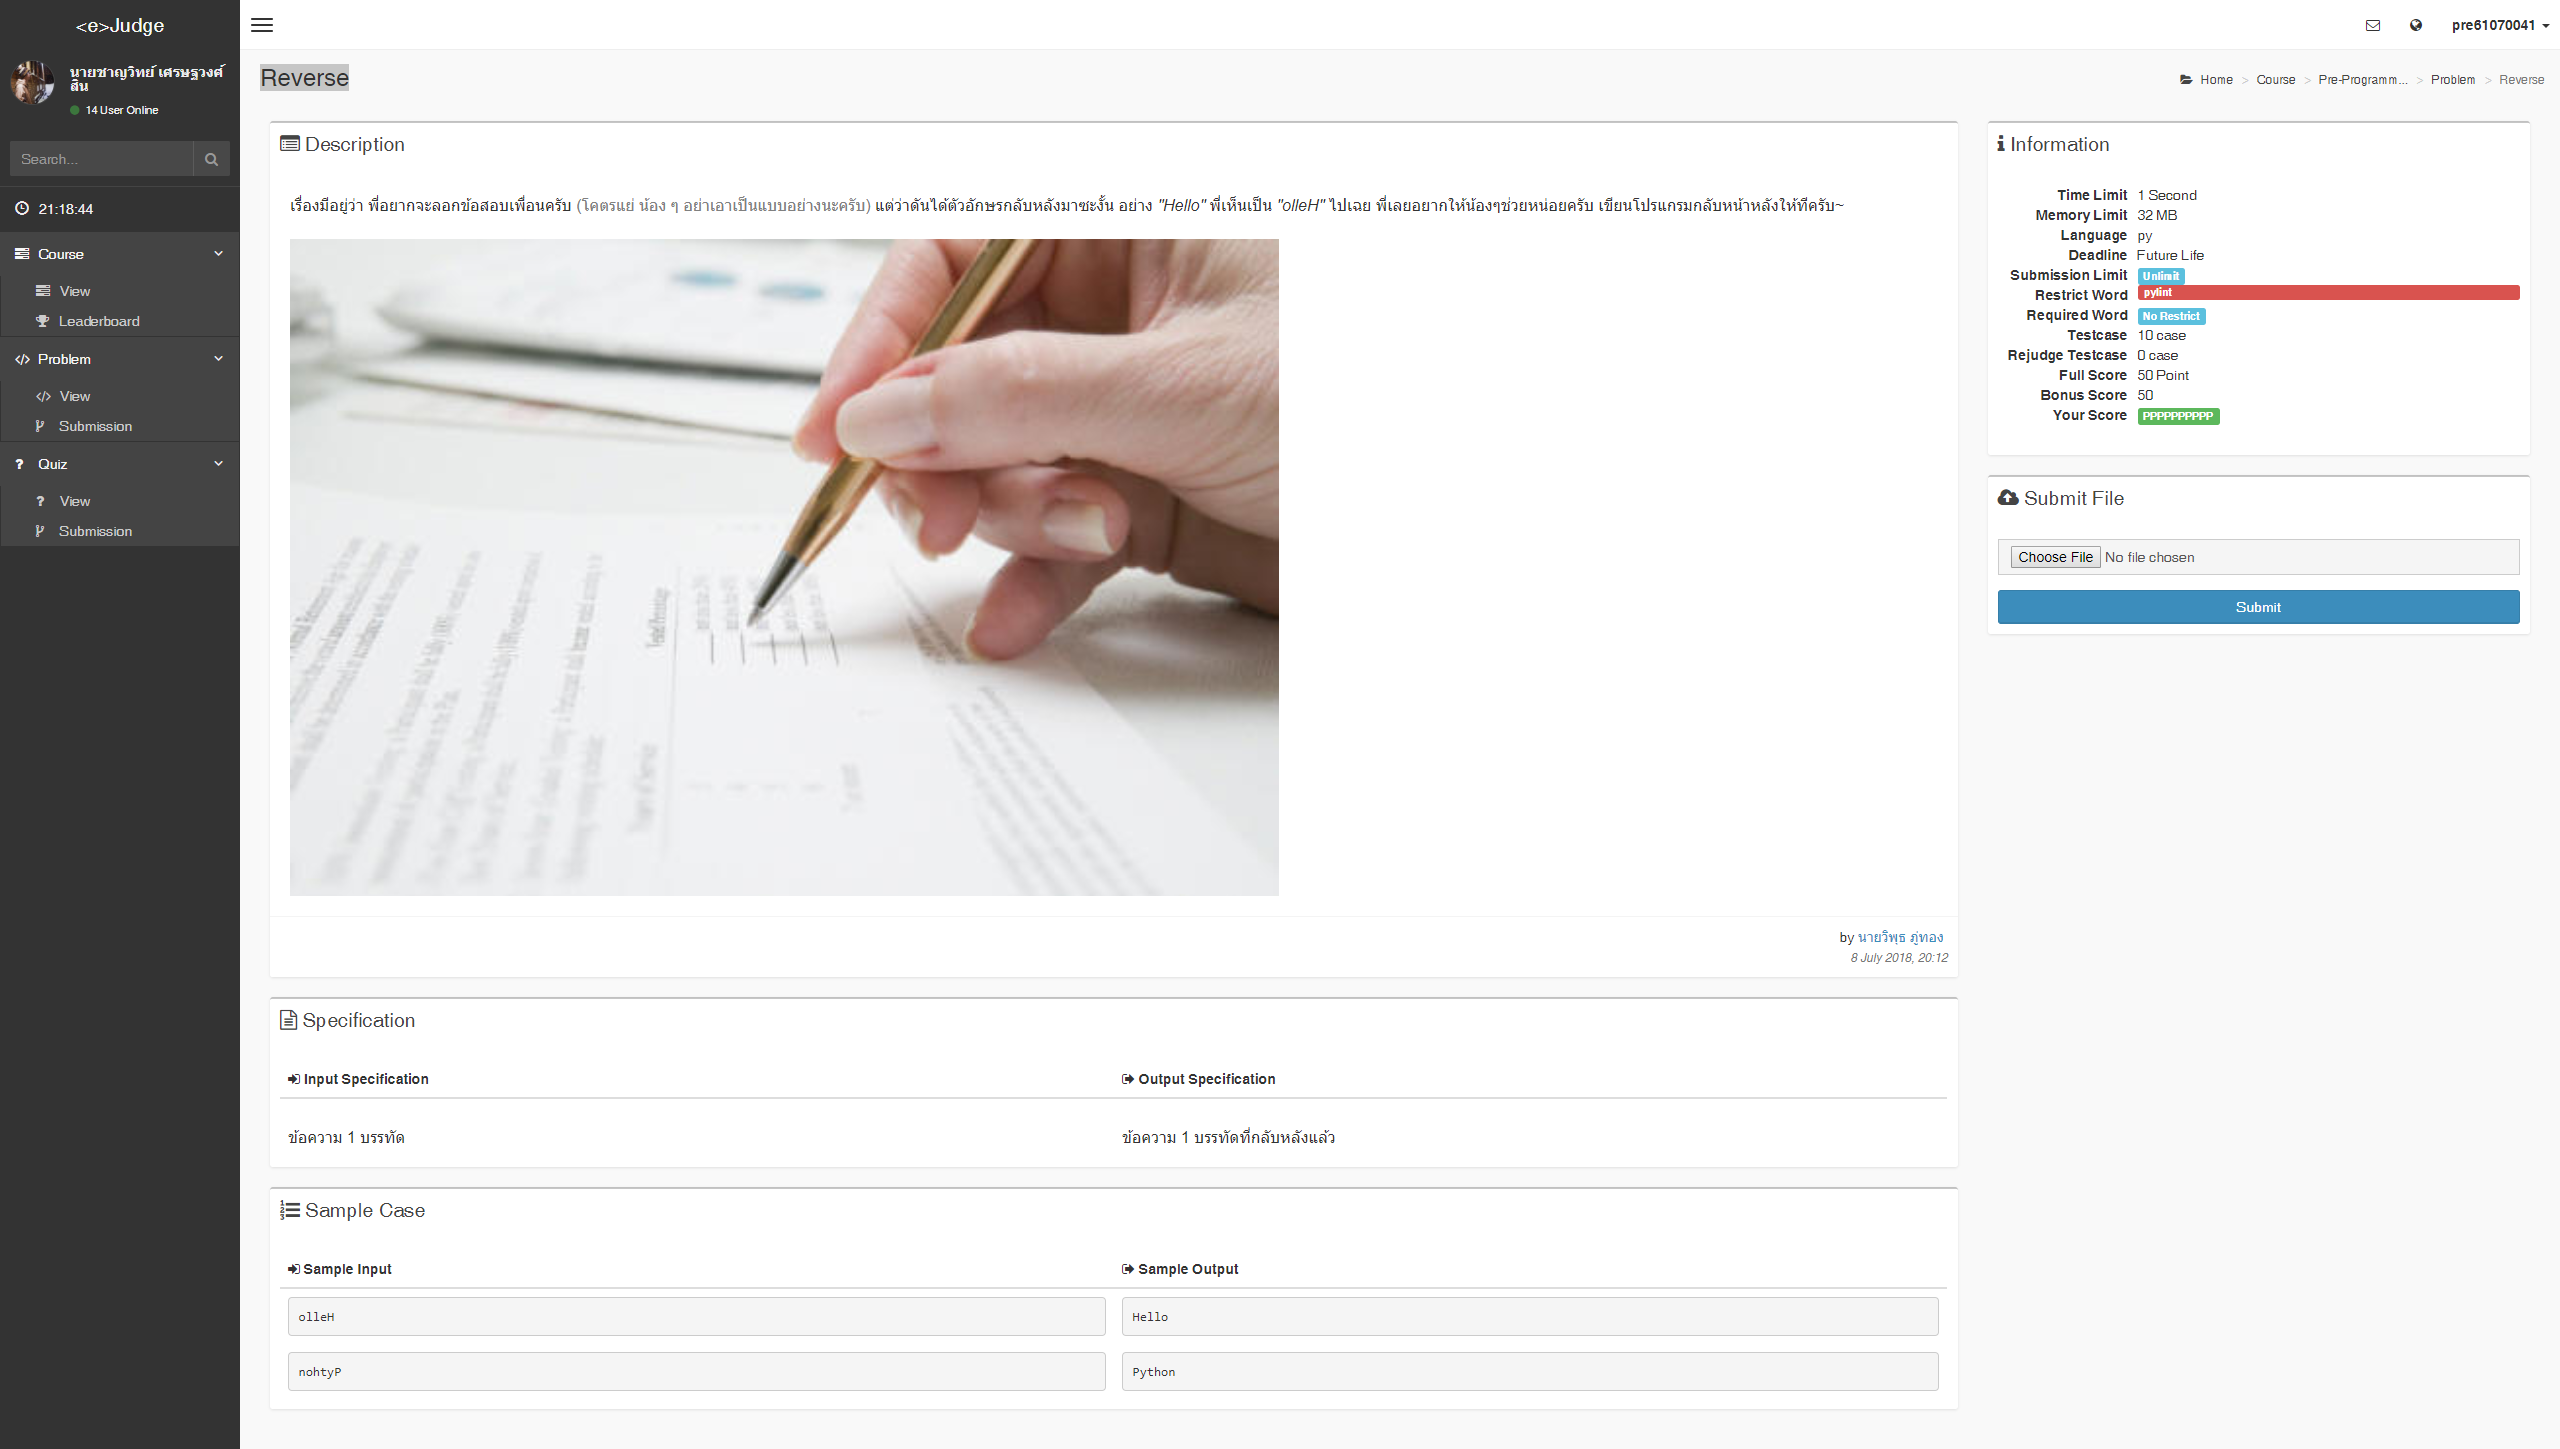 <e>Judge
pre61070041
นายชาญวิทย์ เศรษฐวงศ์
สิน
14 User Online
Search...
21:18:44
Course
View
Leaderboard
Problem
View
Submission
Quiz
View
Submission
Reverse
Home > Course > Pre-Programm... > Problem > Reverse
Description
เรื่องมีอยู่ว่า พี่อยากจะลอกข้อสอบเพื่อนครับ (โคตรแย่ น้อง ๆ อย่าเอาเป็นแบบอย่างนะครับ) แต่ว่าดันได้ตัวอักษรกลับหลังมาซะงั้น อย่าง "Hello" พี่เห็นเป็น "olleH" ไปเฉย พี่เลยอยากให้น้องๆช่วยหน่อยครับ เขียนโปรแกรมกลับหน้าหลังให้ทีครับ~
by นายวิพุธ ภู่ทอง
8 July 2018, 20:12
Specification
Input Specification
Output Specification
ข้อความ 1 บรรทัด
ข้อความ 1 บรรทัดที่กลับหลังแล้ว
Sample Case
Sample Input
Sample Output
olleH
Hello
nohtyP
Python
Information
Time Limit 1 Second
Memory Limit 32 MB
Language py
Deadline Future Life
Submission Limit Unlimit
Restrict Word pylint
Required Word No Restrict
Testcase 10 case
Rejudge Testcase 0 case
Full Score 50 Point
Bonus Score 50
Your Score PPPPPPPPPP
Submit File
Choose File No file chosen
Submit